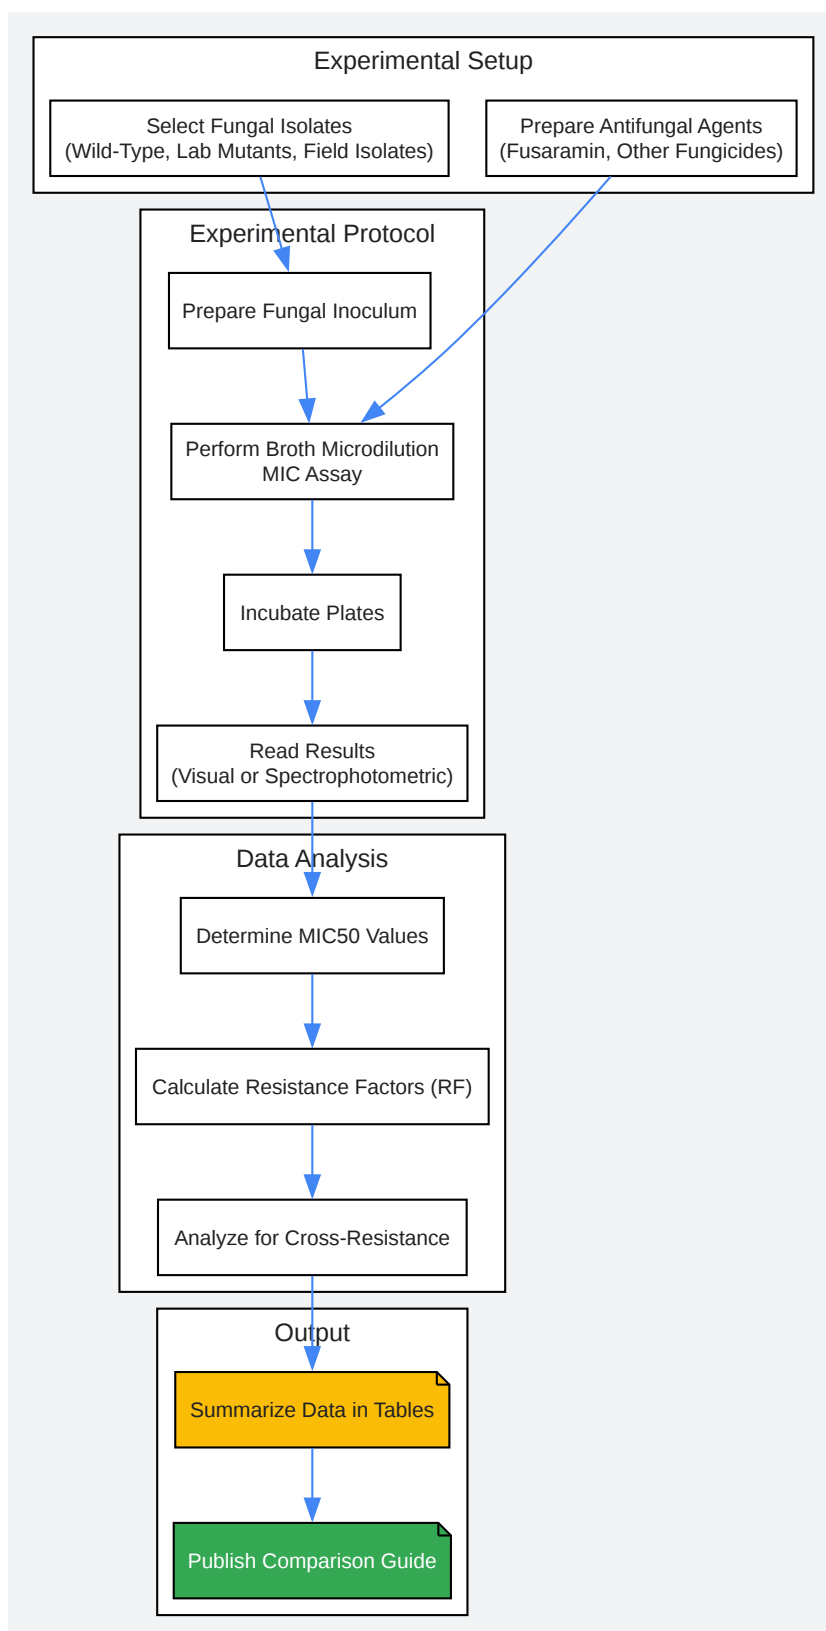 Experimental Setup
Select Fungal Isolates
(Wild-Type, Lab Mutants, Field Isolates)
Prepare Antifungal Agents
(Fusaramin, Other Fungicides)
Experimental Protocol
Prepare Fungal Inoculum
Perform Broth Microdilution
MIC Assay
Incubate Plates
Read Results
(Visual or Spectrophotometric)
Data Analysis
Determine MIC50 Values
Calculate Resistance Factors (RF)
Analyze for Cross-Resistance
Output
Summarize Data in Tables
Publish Comparison Guide